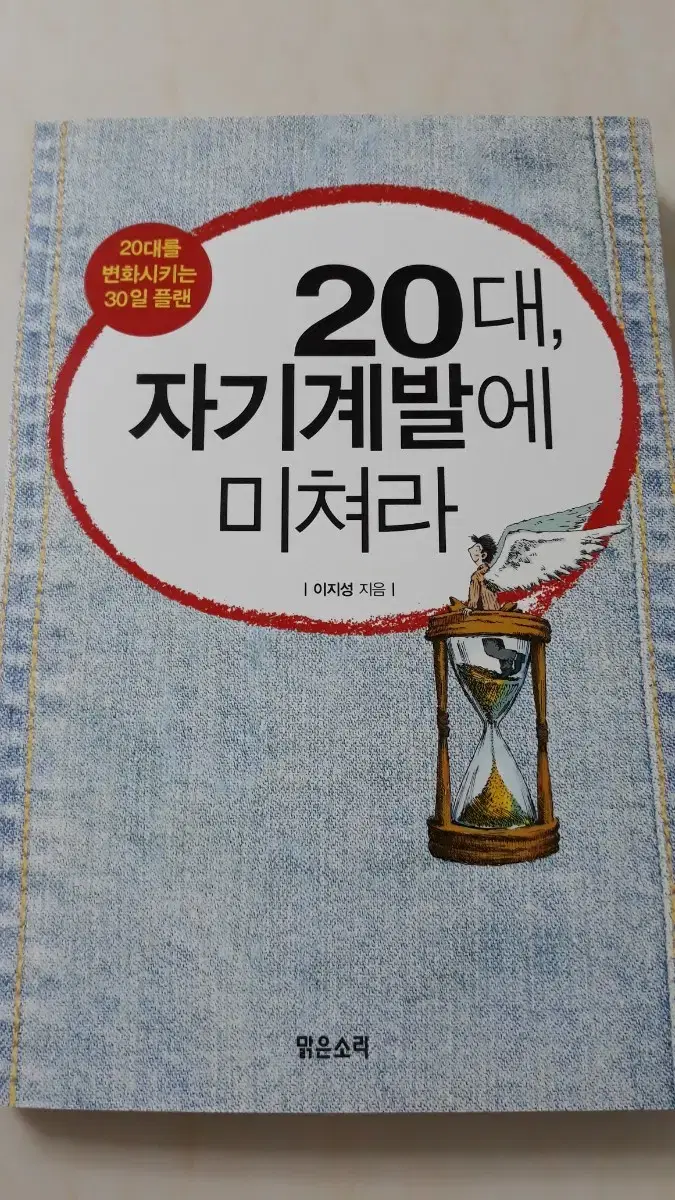 20대를
변화시키는
30일 플랜
20대,
자기계발에
미쳐라
| 이지성 지음 |
맑은소리